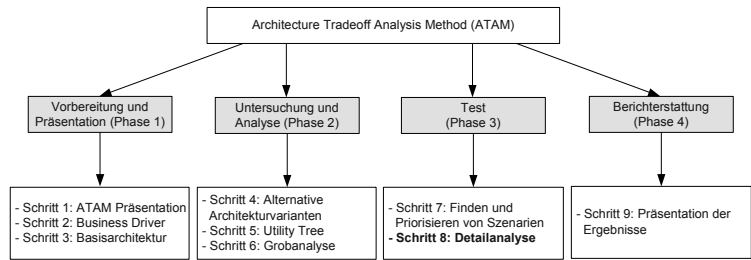 Architecture Tradeoff Analysis Method (ATAM)
Vorbereitung und
Präsentation (Phase 1)
Untersuchung und
Analyse (Phase 2)
Test
(Phase 3)
Berichterstattung
(Phase 4)
- Schritt 1: ATAM Präsentation
- Schritt 2: Business Driver
- Schritt 3: Basisarchitektur
- Schritt 4: Alternative
Architekturvarianten
- Schritt 5: Utility Tree
- Schritt 6: Grobanalyse
- Schritt 7: Finden und
Priorisieren von Szenarien
- Schritt 8: Detailanalyse
- Schritt 9: Präsentation der
Ergebnisse